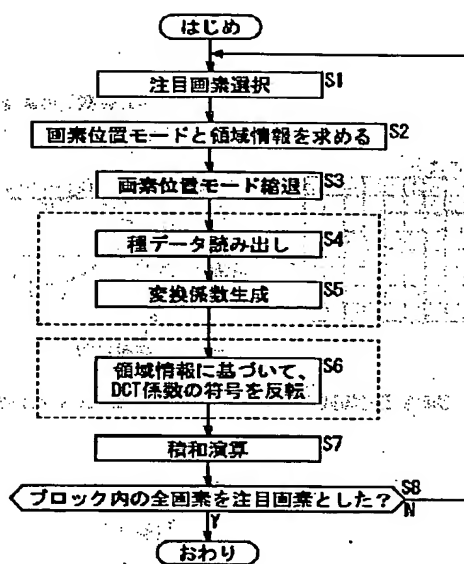 はじめ
注目画素選択 S1
画素位置モードと領域情報を求める S2
画素位置モード縮退 S3
種データ読み出し S4
変換係数生成 S5
領域情報に基づいて、 S6
DCT係数の符号を反転
積和演算 S7
ブロック内の全画素を注目画素とした? S8
N
Y
おわり